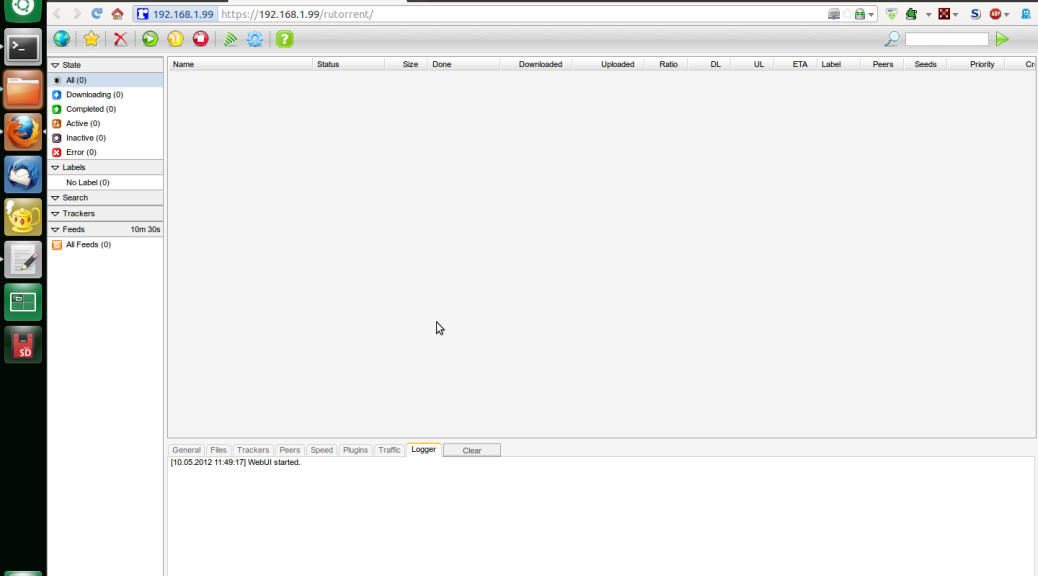 192.168.1.99 https://192.168.1.99/rutorrent/
State
All (0)
Downloading (0)
Completed (0)
Active (0)
Inactive (0)
Error (0)
Labels
No Label (0)
Search
Trackers
Feeds 10m 30s
All Feeds (0)
Name Status Size Done Downloaded Uploaded Ratio DL UL ETA Label Peers Seeds Priority Cr
General Files Trackers Peers Speed Plugins Traffic Logger Clear
[10.05.2012 11:49:17] WebUI started.
SD
ABP